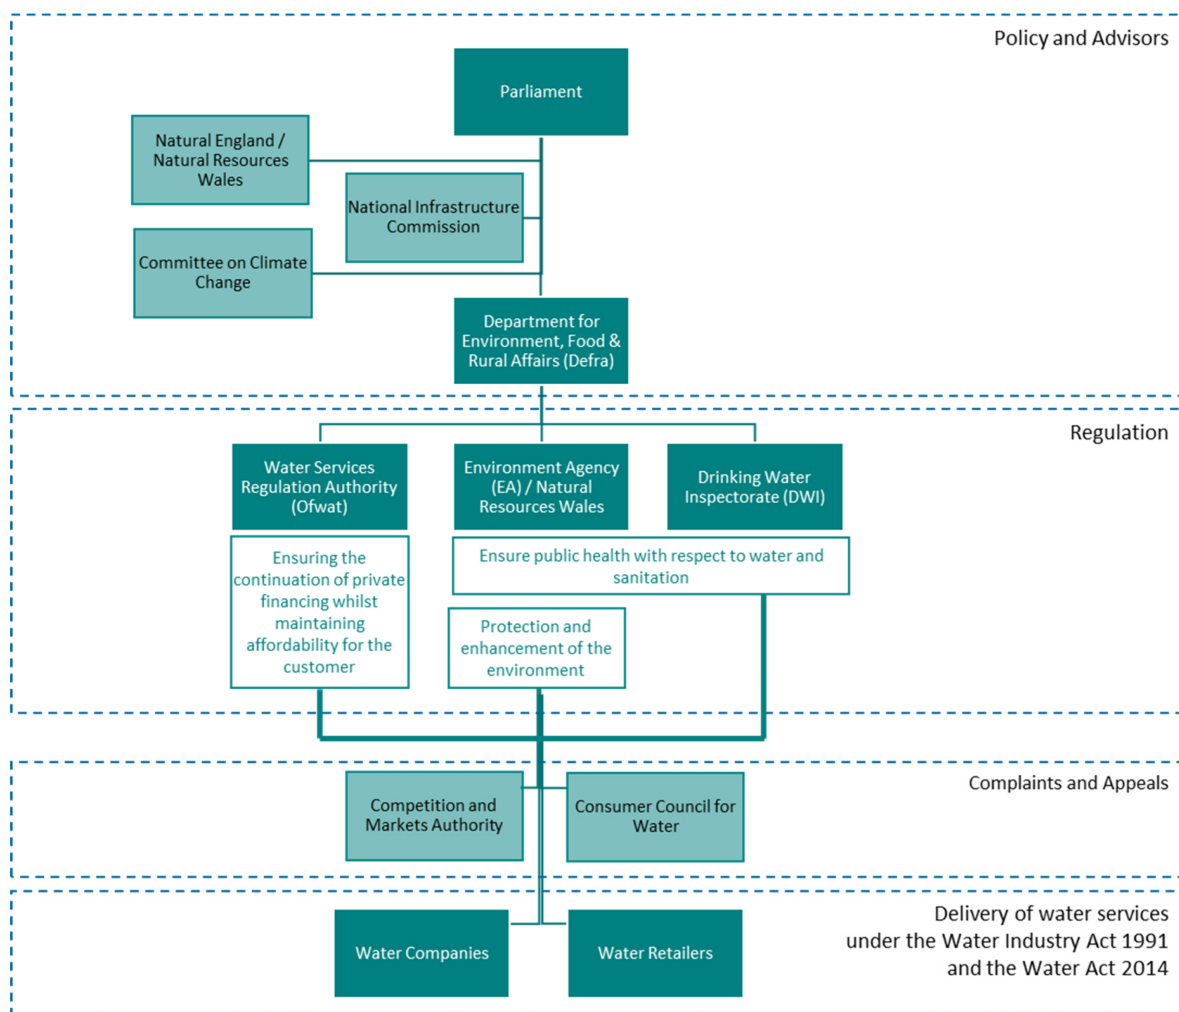 Policy and Advisors
Parliament
Natural England /
Natural Resources
Wales
National Infrastructure
Commission
Committee on Climate
Change
Department for
Environment, Food &
Rural Affairs (Defra)
Regulation
Water Services
Regulation Authority
(Ofwat)
Environment Agency
(EA) / Natural
Resources Wales
Drinking Water
Inspectorate (DWI)
Ensuring the
continuation of private
financing whilst
maintaining
affordability for the
customer
Ensure public health with respect to water and
sanitation
Protection and
enhancement of the
environment
Complaints and Appeals
Competition and
Markets Authority
Consumer Council for
Water
Delivery of water services
under the Water Industry Act 1991
and the Water Act 2014
Water Companies
Water Retailers